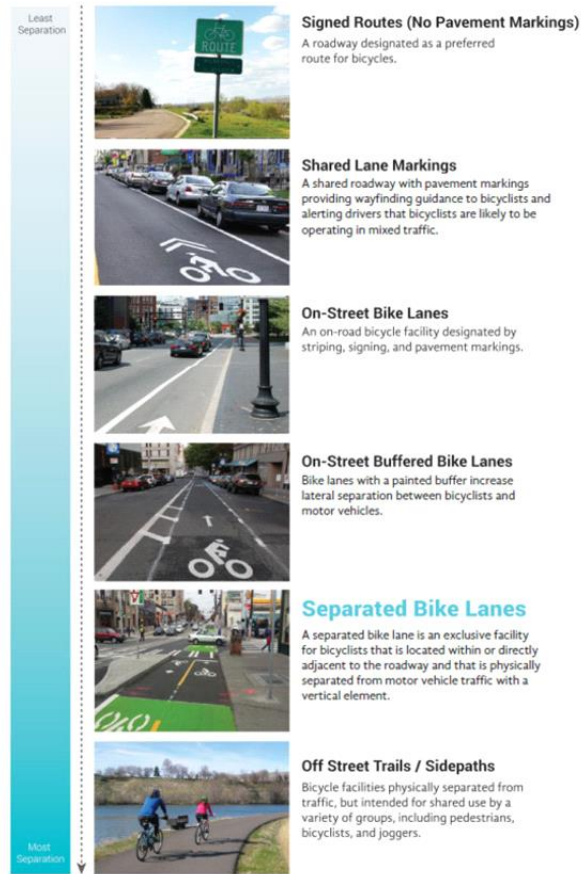 Least
Separation
ROUTE
Signed Routes (No Pavement Markings)
A roadway designated as a preferred
route for bicycles.
Shared Lane Markings
A shared roadway with pavement markings
providing wayfinding guidance to bicyclists and
alerting drivers that bicyclists are likely to be
operating in mixed traffic.
On-Street Bike Lanes
An on-road bicycle facility designated by
striping, signing, and pavement markings.
On-Street Buffered Bike Lanes
Bike lanes with a painted buffer increase
lateral separation between bicyclists and
motor vehicles.
Separated Bike Lanes
A separated bike lane is an exclusive facility
for bicyclists that is located within or directly
adjacent to the roadway and that is physically
separated from motor vehicle traffic with a
vertical element.
Off Street Trails / Sidepaths
Bicycle facilities physically separated from
traffic, but intended for shared use by a
variety of groups, including pedestrians,
bicyclists, and joggers.
Most
Separation